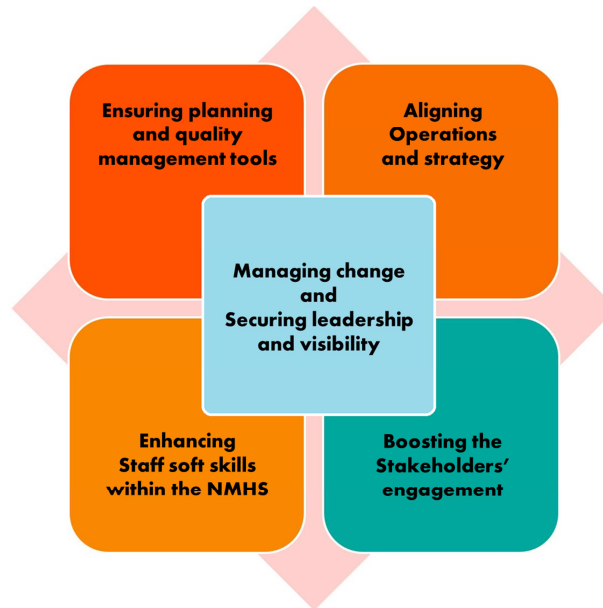 Ensuring planning
and quality
management tools
Aligning
Operations
and strategy
Managing change
and
Securing leadership
and visibility
Enhancing
Staff soft skills
within the NMHS
Boosting the
Stakeholders’
engagement